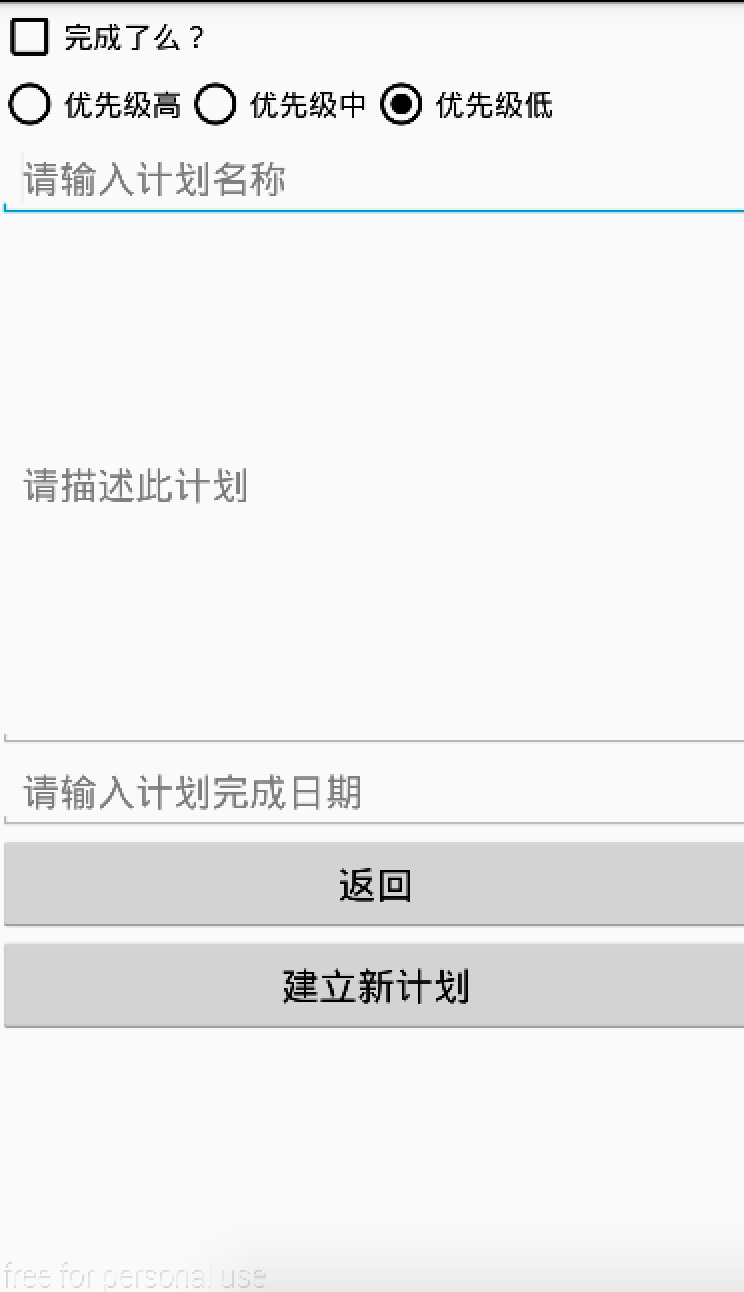 完成了么？
优先级高 优先级中 优先级低
请输入计划名称
请描述此计划
请输入计划完成日期
返回
建立新计划
free for personal use